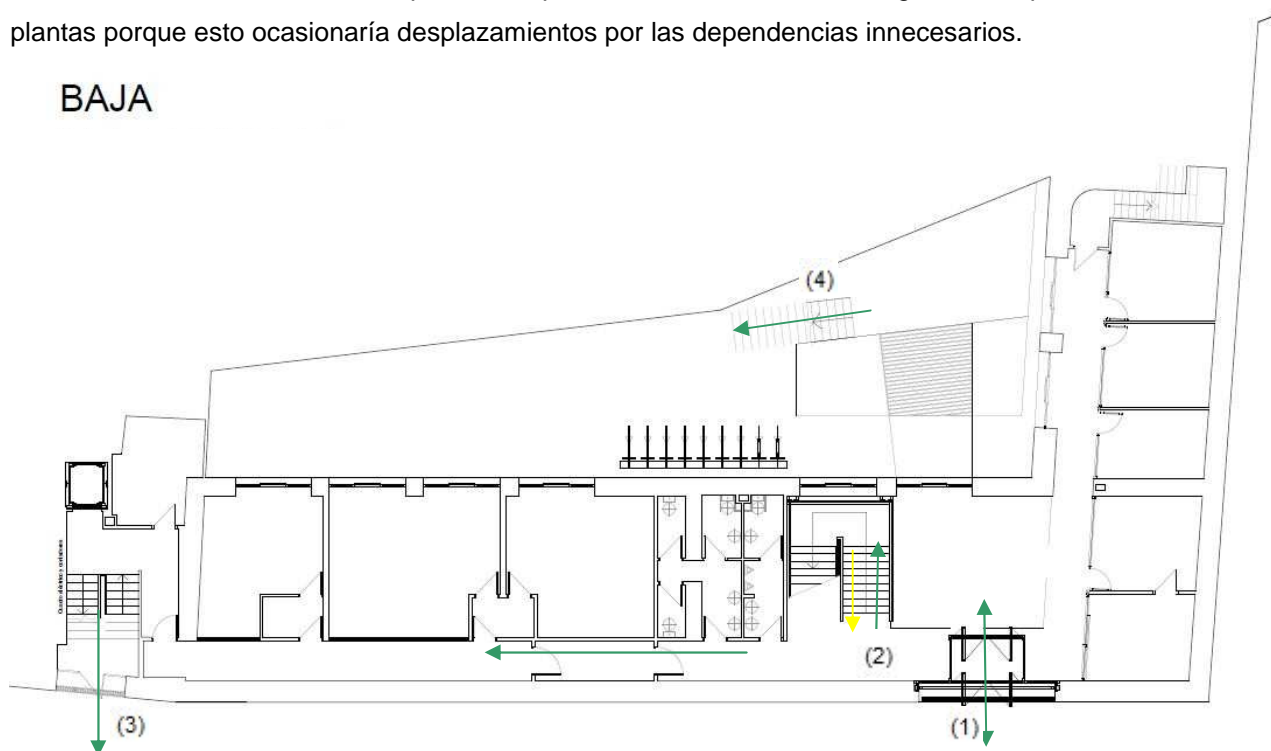 plantas porque esto ocasionaría desplazamientos por las dependencias innecesarios.
BAJA
(4)
(2)
(3)
(1)